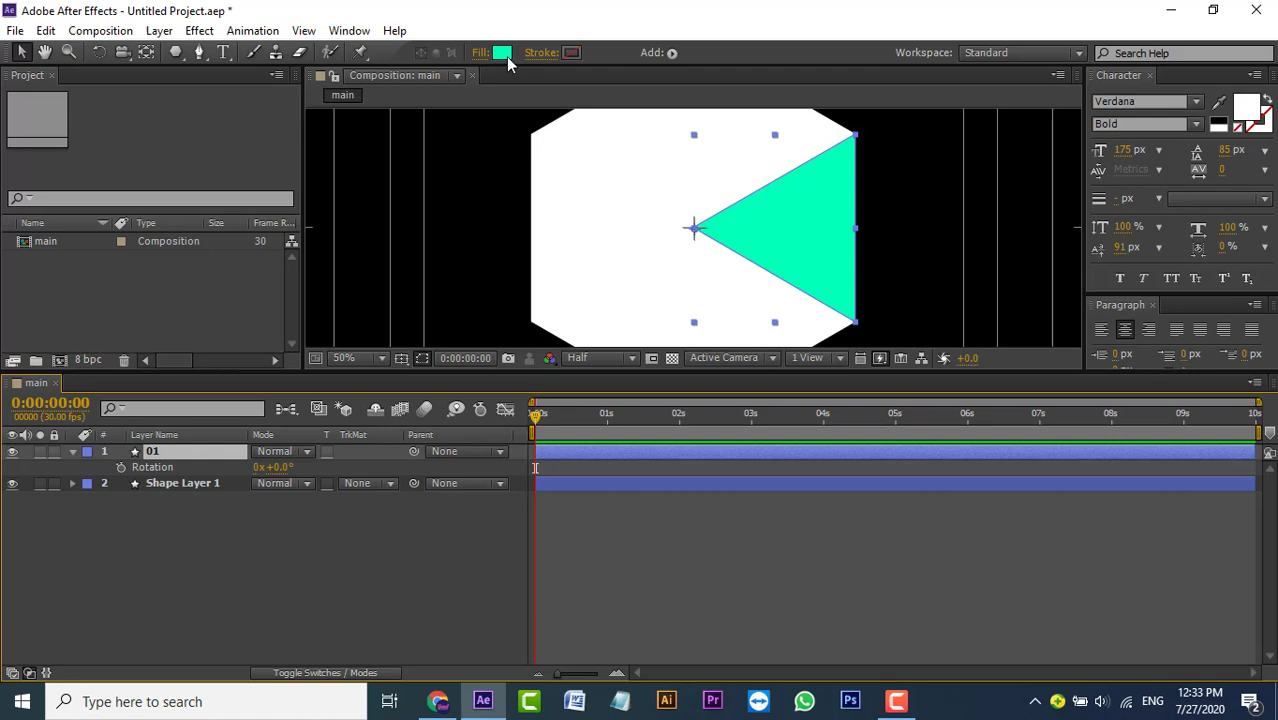 Adobe After Effects - Untitled Project.aep *
File Edit Composition Layer Effect Animation View Window Help
Fill: Stroke: Add: Workspace: Standard Search Help
Project Composition: main Character
main
Verdana
Bold
175 px 85 px
Metrics 0
- px
100 % 100 %
91 px 0 %
T T TT Tт T¹ T₁
Name Type Size Frame R...
main Composition 30
Paragraph
0 px 0 px 0 px
8 bpc 50% 0:00:00:00 Half Active Camera 1 View +0.0
main
0:00:00:00
00000 (30.00 fps)
:00s 01s 02s 03s 04s 05s 06s 07s 08s 09s 10s
# Layer Name Mode T TrkMat Parent
1 01 Normal None
Rotation 0x+0.0°
2 Shape Layer 1 Normal None None
Toggle Switches / Modes
Type here to search ENG 12:33 PM
7/27/2020 2